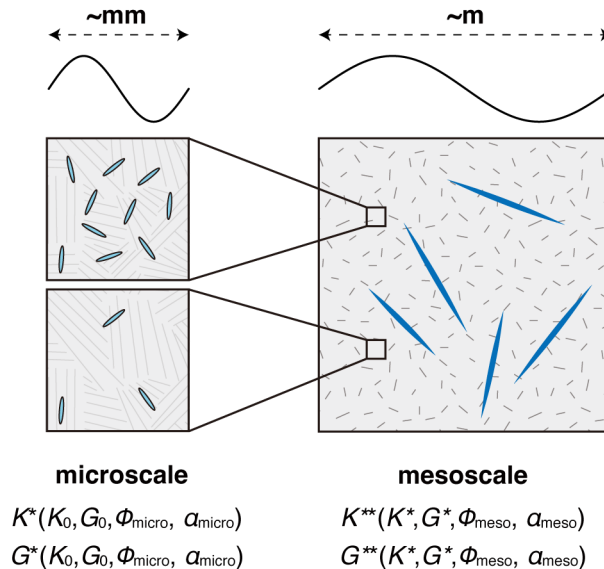 ~mm
~m
microscale
mesoscale
K*(K₀, G₀, Φmicro, αmicro)
K**(K*, G*, Φmeso, αmeso)
G*(K₀, G₀, Φmicro, αmicro)
G**(K*, G*, Φmeso, αmeso)